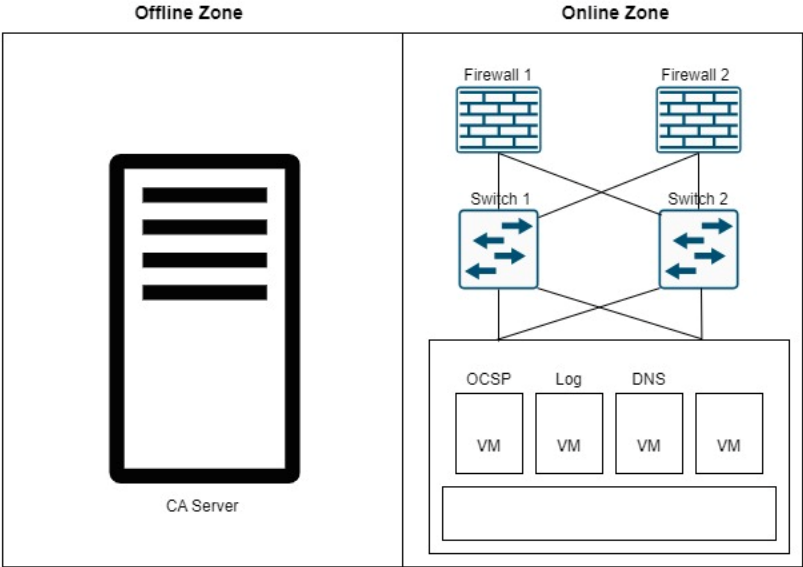 Offline Zone
Online Zone
Firewall 1
Firewall 2
Switch 1
Switch 2
OCSP
Log
DNS
VM
VM
VM
VM
CA Server